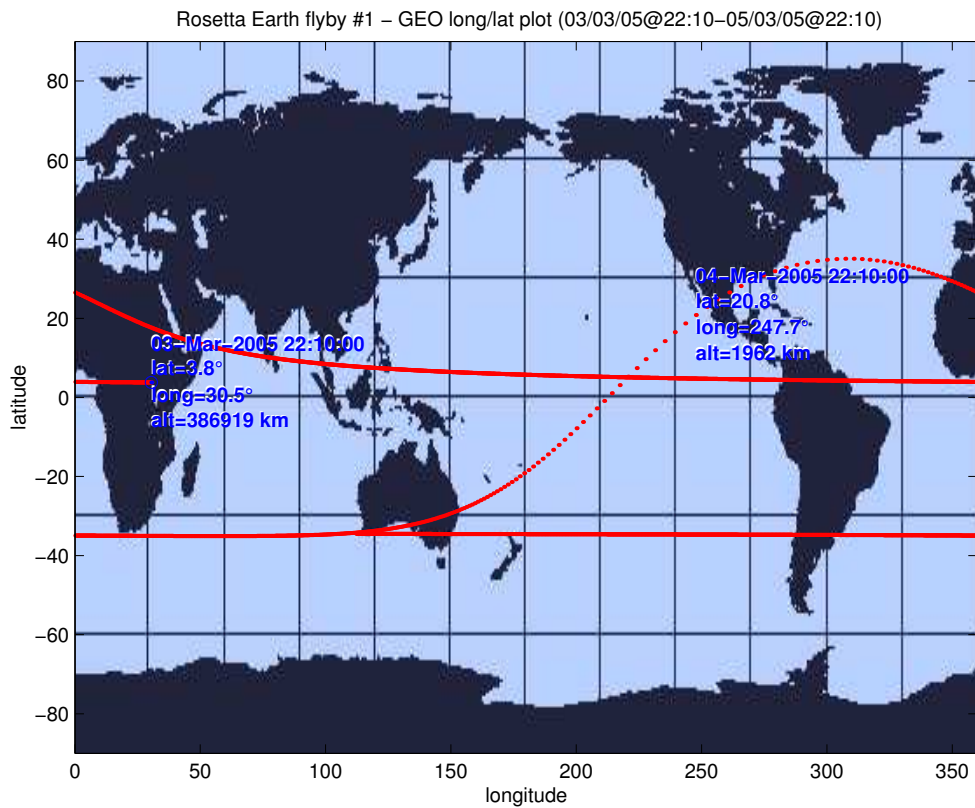 Rosetta Earth flyby #1 − GEO long/lat plot (03/03/05@22:10−05/03/05@22:10)
80
60
40
20
0
−20
−40
−60
−80
latitude
04−Mar−2005 22:10:00
lat=20.8°
long=247.7°
alt=1962 km
03−Mar−2005 22:10:00
lat=3.8°
long=30.5°
alt=386919 km
0 50 100 150 200 250 300 350
longitude